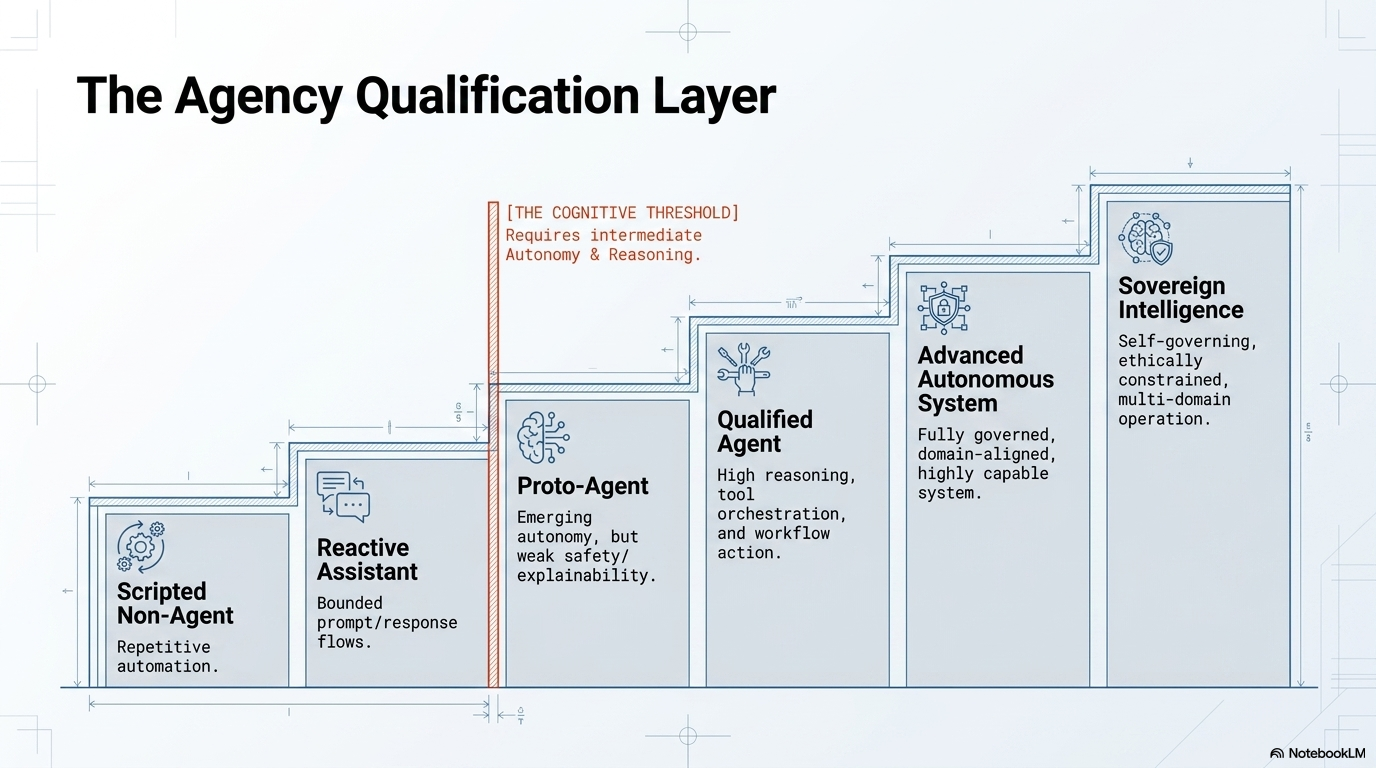 The Agency Qualification Layer
[THE COGNITIVE THRESHOLD]
Requires intermediate
Autonomy & Reasoning.
Scripted
Non-Agent
Repetitive
automation.
Reactive
Assistant
Bounded
prompt/response
flows.
Proto-Agent
Emerging
autonomy, but
weak safety/
explainability.
Qualified
Agent
High reasoning,
tool
orchestration,
and workflow
action.
Advanced
Autonomous
System
Fully governed,
domain-aligned,
highly capable
system.
Sovereign
Intelligence
Self-governing,
ethically
constrained,
multi-domain
operation.
NotebookLM